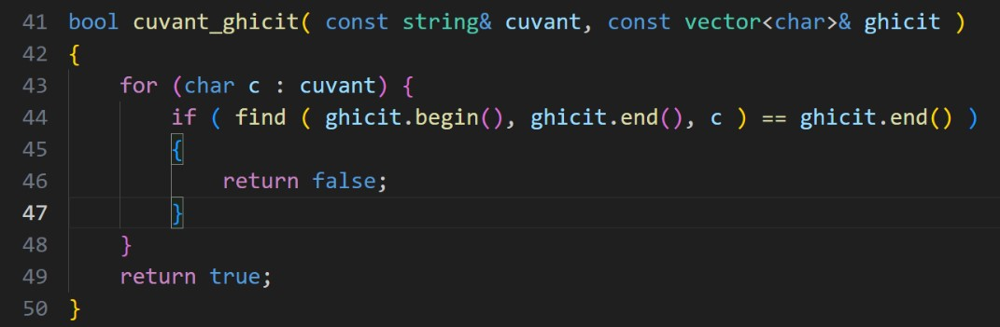 41 bool cuvant_ghicit( const string& cuvant, const vector<char>& ghicit )
42 {
43     for (char c : cuvant) {
44         if ( find ( ghicit.begin(), ghicit.end(), c ) == ghicit.end() )
45         {
46             return false;
47         }
48     }
49     return true;
50 }